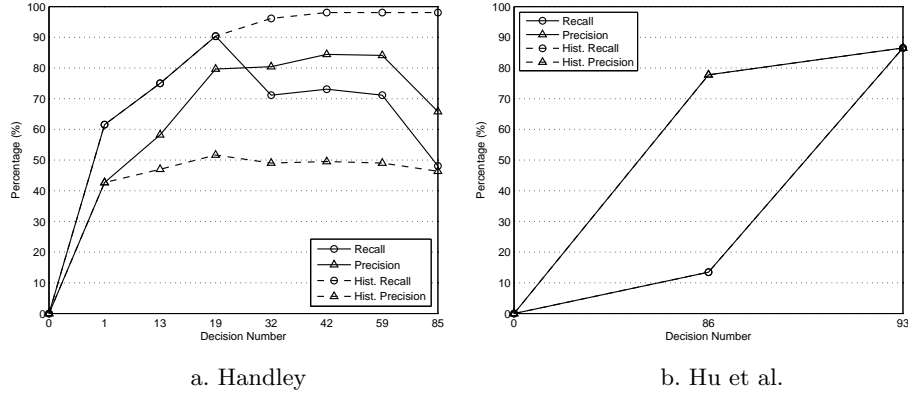 100
90
80
70
60
50
40
30
20
10
0
Percentage (%)
0 1 13 19 32 42 59 85
Decision Number
Recall
Precision
Hist. Recall
Hist. Precision
a. Handley
100
90
80
70
60
50
40
30
20
10
0
Percentage (%)
Recall
Precision
Hist. Recall
Hist. Precision
0 86 93
Decision Number
b. Hu et al.